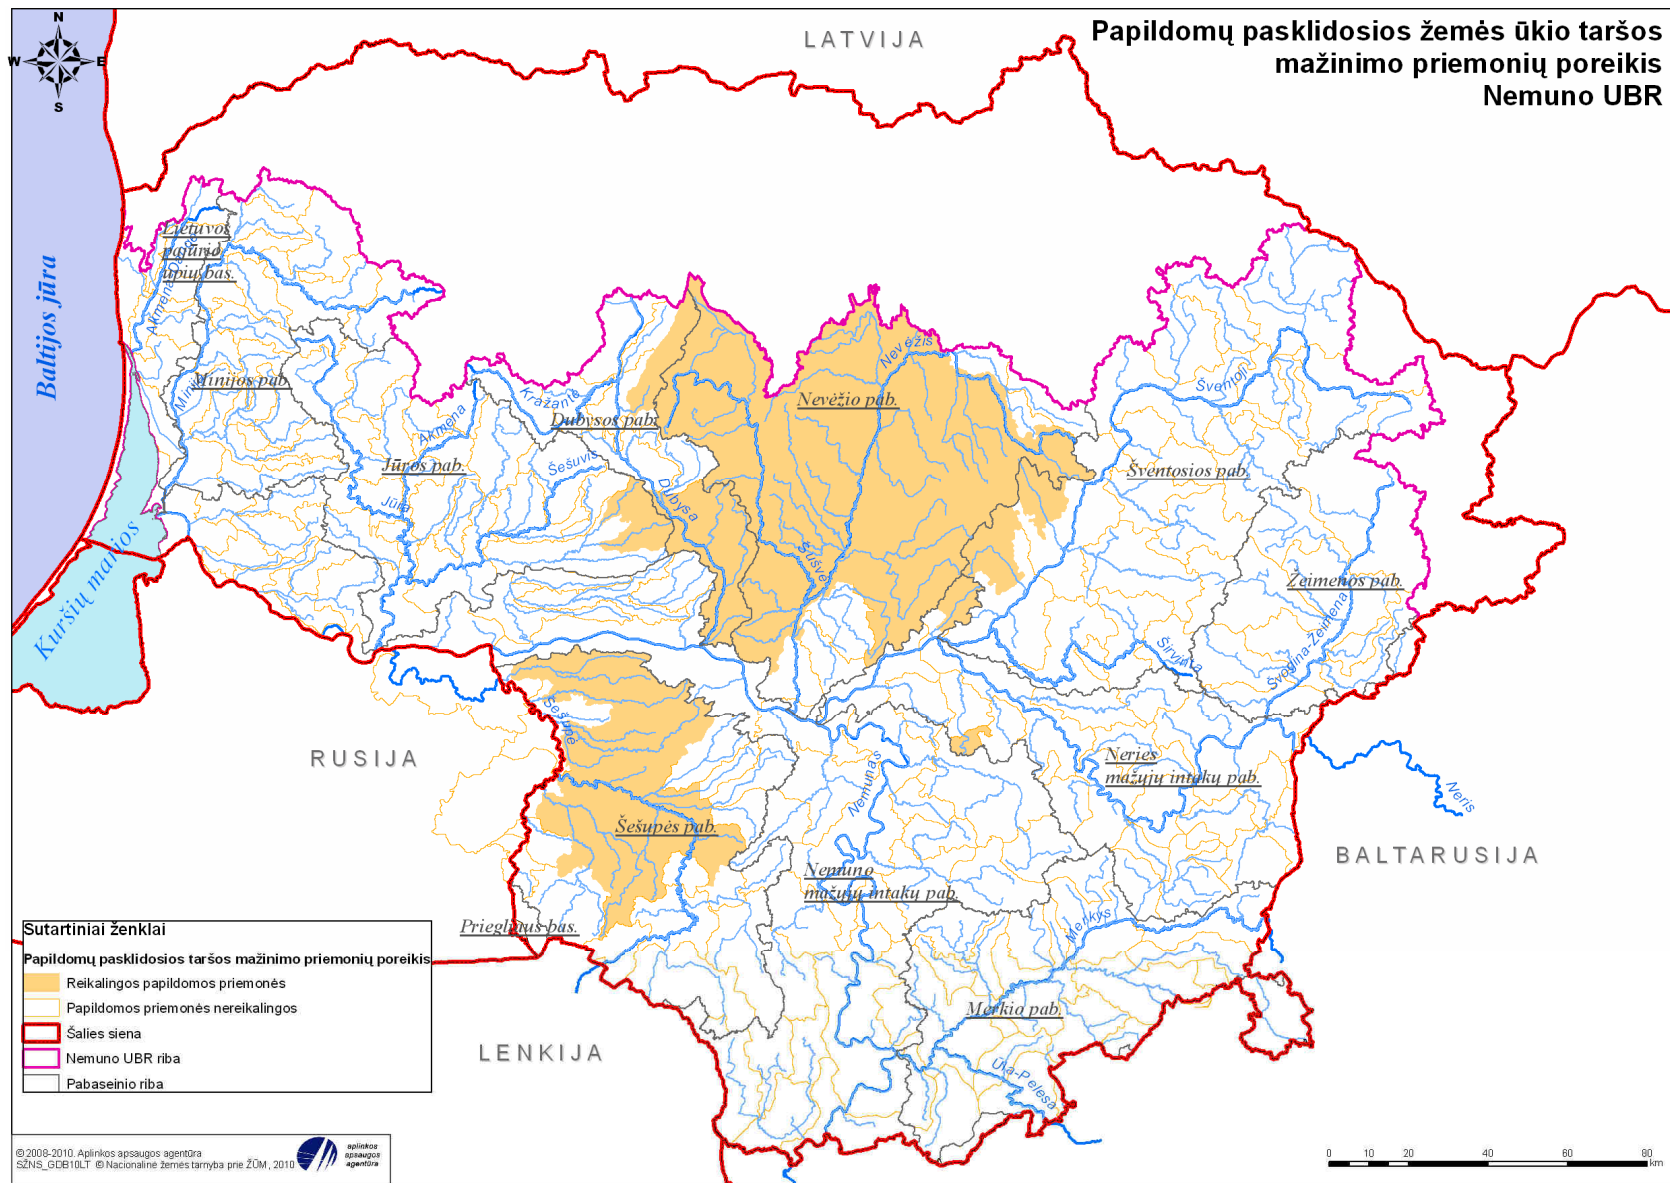 Papildomų pasklidosios žemės ūkio taršos
mažinimo priemonių poreikis
Nemuno UBR
N
W
E
S
LATVIJA
Baltijos jūra
Kuršių marios
RUSIJA
LENKIJA
BALTARUSIJA
Lietuvos
pajūrio
upių bas.
Akmena-Danė
Minija
Minijos pab.
Jūros pab.
Jūra
Akmena
Kražantė
Šešuvis
Dubysos pab.
Dubysa
Nevėžio pab.
Nevėžis
Šušvė
Šventoji
Šventosios pab.
Žeimenos pab.
Švogina-Žeimena
Širvinta
Neries
mažųjų intakų pab.
Neris
Nemunas
Nemuno
mažųjų intakų pab.
Šešupė
Šešupės pab.
Priegliaus bas.
Merkys
Merkio pab.
Ūla-Pelesa
Sutartiniai ženklai
Papildomų pasklidosios taršos mažinimo priemonių poreikis
Reikalingos papildomos priemonės
Papildomos priemonės nereikalingos
Šalies siena
Nemuno UBR riba
Pabaseinio riba
© 2008-2010. Aplinkos apsaugos agentūra
SŽNS_GDB10LT © Nacionalinė žemės tarnyba prie ŽŪM, 2010
aplinkos
apsaugos
agentūra
0 10 20 40 60 80
km